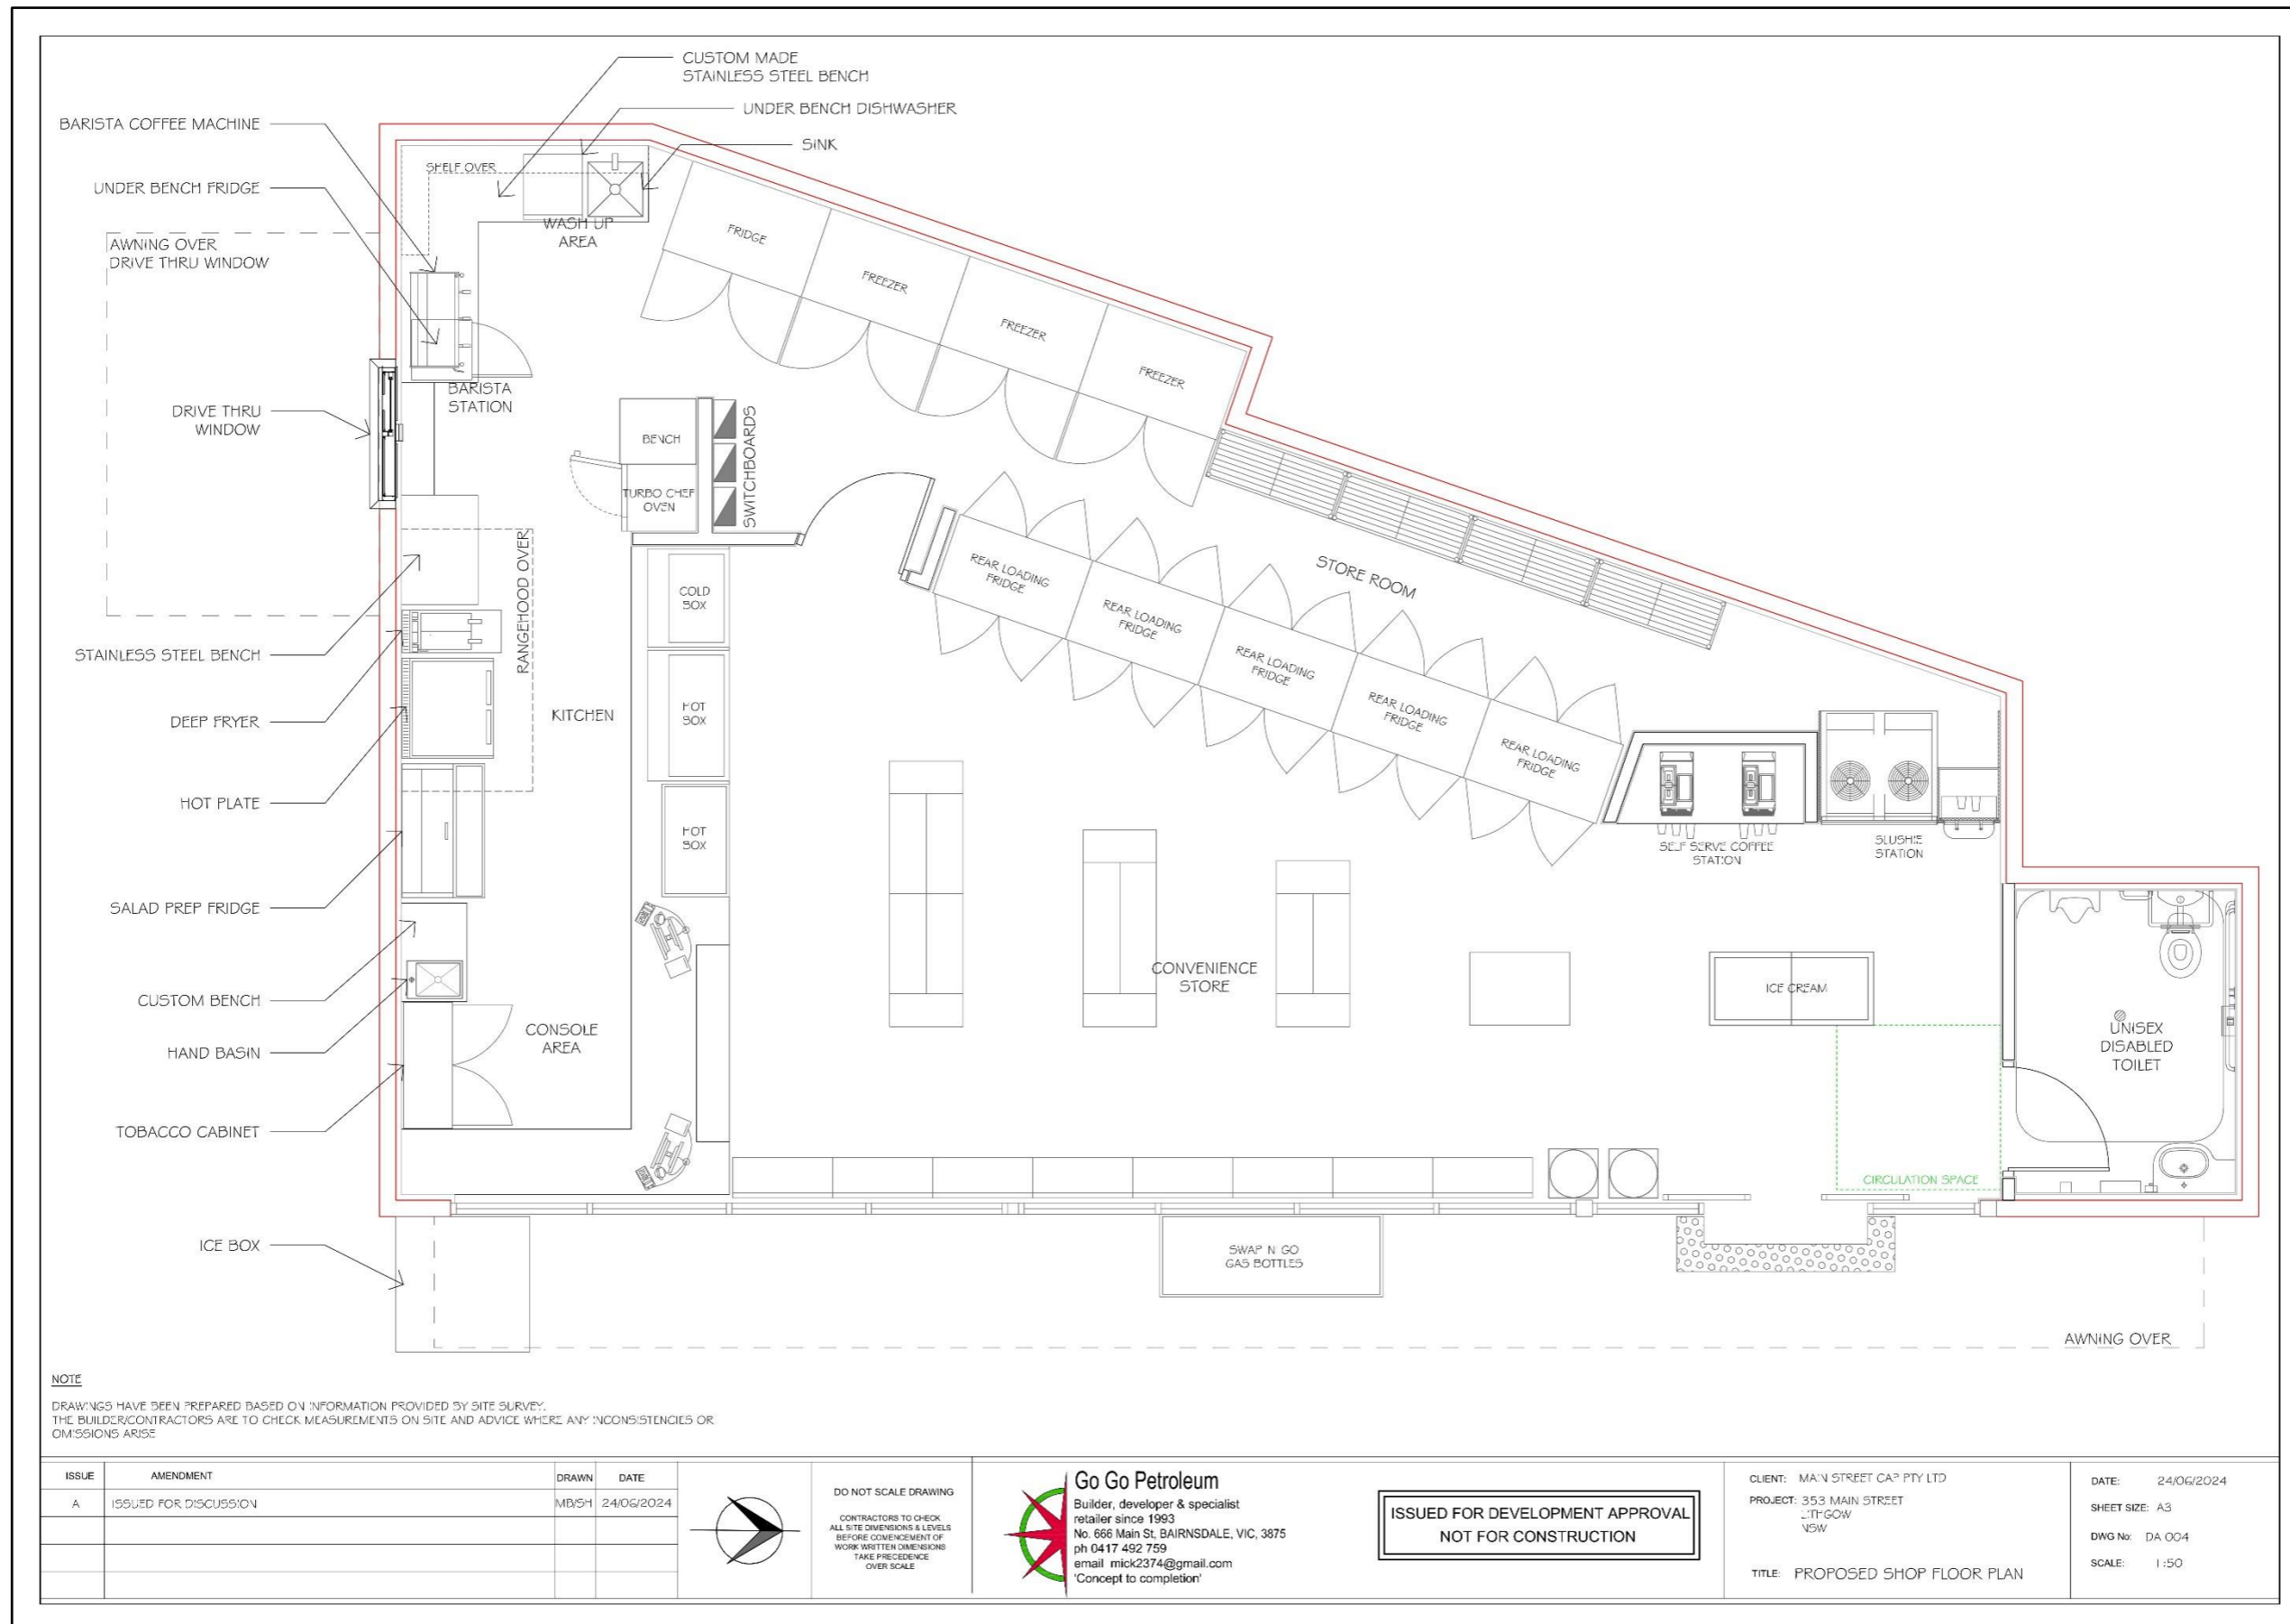 CUSTOM MADE
STAINLESS STEEL BENCH
UNDER BENCH DISHWASHER
SINK
BARISTA COFFEE MACHINE
UNDER BENCH FRIDGE
SHELF OVER
WASH UP
AREA
AWNING OVER
DRIVE THRU WINDOW
BARISTA
STATION
DRIVE THRU
WINDOW
FRIDGE
FREEZER
FREEZER
FREEZER
BENCH
TURBO CHEF
OVEN
SWITCHBOARDS
RANGEHOOD OVER
REAR LOADING
FRIDGE
REAR LOADING
FRIDGE
REAR LOADING
FRIDGE
REAR LOADING
FRIDGE
REAR LOADING
FRIDGE
STORE ROOM
COLD
BOX
HOT
BOX
HOT
BOX
KITCHEN
STAINLESS STEEL BENCH
DEEP FRYER
HOT PLATE
SALAD PREP FRIDGE
CUSTOM BENCH
HAND BASIN
TOBACCO CABINET
CONSOLE
AREA
SELF SERVE COFFEE
STATION
SLUSHIE
STATION
CONVENIENCE
STORE
ICE CREAM
UNISEX
DISABLED
TOILET
CIRCULATION SPACE
ICE BOX
SWAP N GO
GAS BOTTLES
AWNING OVER
NOTE
DRAWINGS HAVE BEEN PREPARED BASED ON INFORMATION PROVIDED BY SITE SURVEY.
THE BUILDER/CONTRACTORS ARE TO CHECK MEASUREMENTS ON SITE AND ADVICE WHERE ANY INCONSISTENCIES OR
OMISSIONS ARISE
ISSUE AMENDMENT DRAWN DATE
A ISSUED FOR DISCUSSION MB/SH 24/06/2024
DO NOT SCALE DRAWING
CONTRACTORS TO CHECK
ALL SITE DIMENSIONS & LEVELS
BEFORE COMENCEMENT OF
WORK WRITTEN DIMENSIONS
TAKE PRECEDENCE
OVER SCALE
Go Go Petroleum
Builder, developer & specialist
retailer since 1993
No. 666 Main St, BAIRNSDALE, VIC, 3875
ph 0417 492 759
email mick2374@gmail.com
'Concept to completion'
ISSUED FOR DEVELOPMENT APPROVAL
NOT FOR CONSTRUCTION
CLIENT: MAIN STREET CAP PTY LTD
PROJECT: 353 MAIN STREET
LITHGOW
NSW
TITLE: PROPOSED SHOP FLOOR PLAN
DATE: 24/06/2024
SHEET SIZE: A3
DWG No: DA 004
SCALE: 1:50